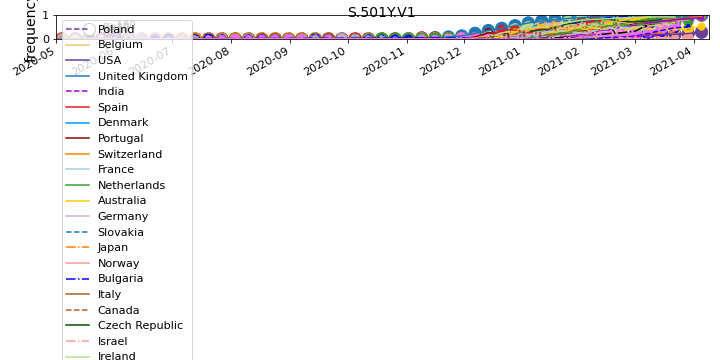 S.501Y.V1
frequency
1
0
2020-05
2020-07
2020-08
2020-09
2020-10
2020-11
2020-12
2021-01
2021-02
2021-03
2021-04
Poland
Belgium
USA
United Kingdom
India
Spain
Denmark
Portugal
Switzerland
France
Netherlands
Australia
Germany
Slovakia
Japan
Norway
Bulgaria
Italy
Canada
Czech Republic
Israel
Ireland